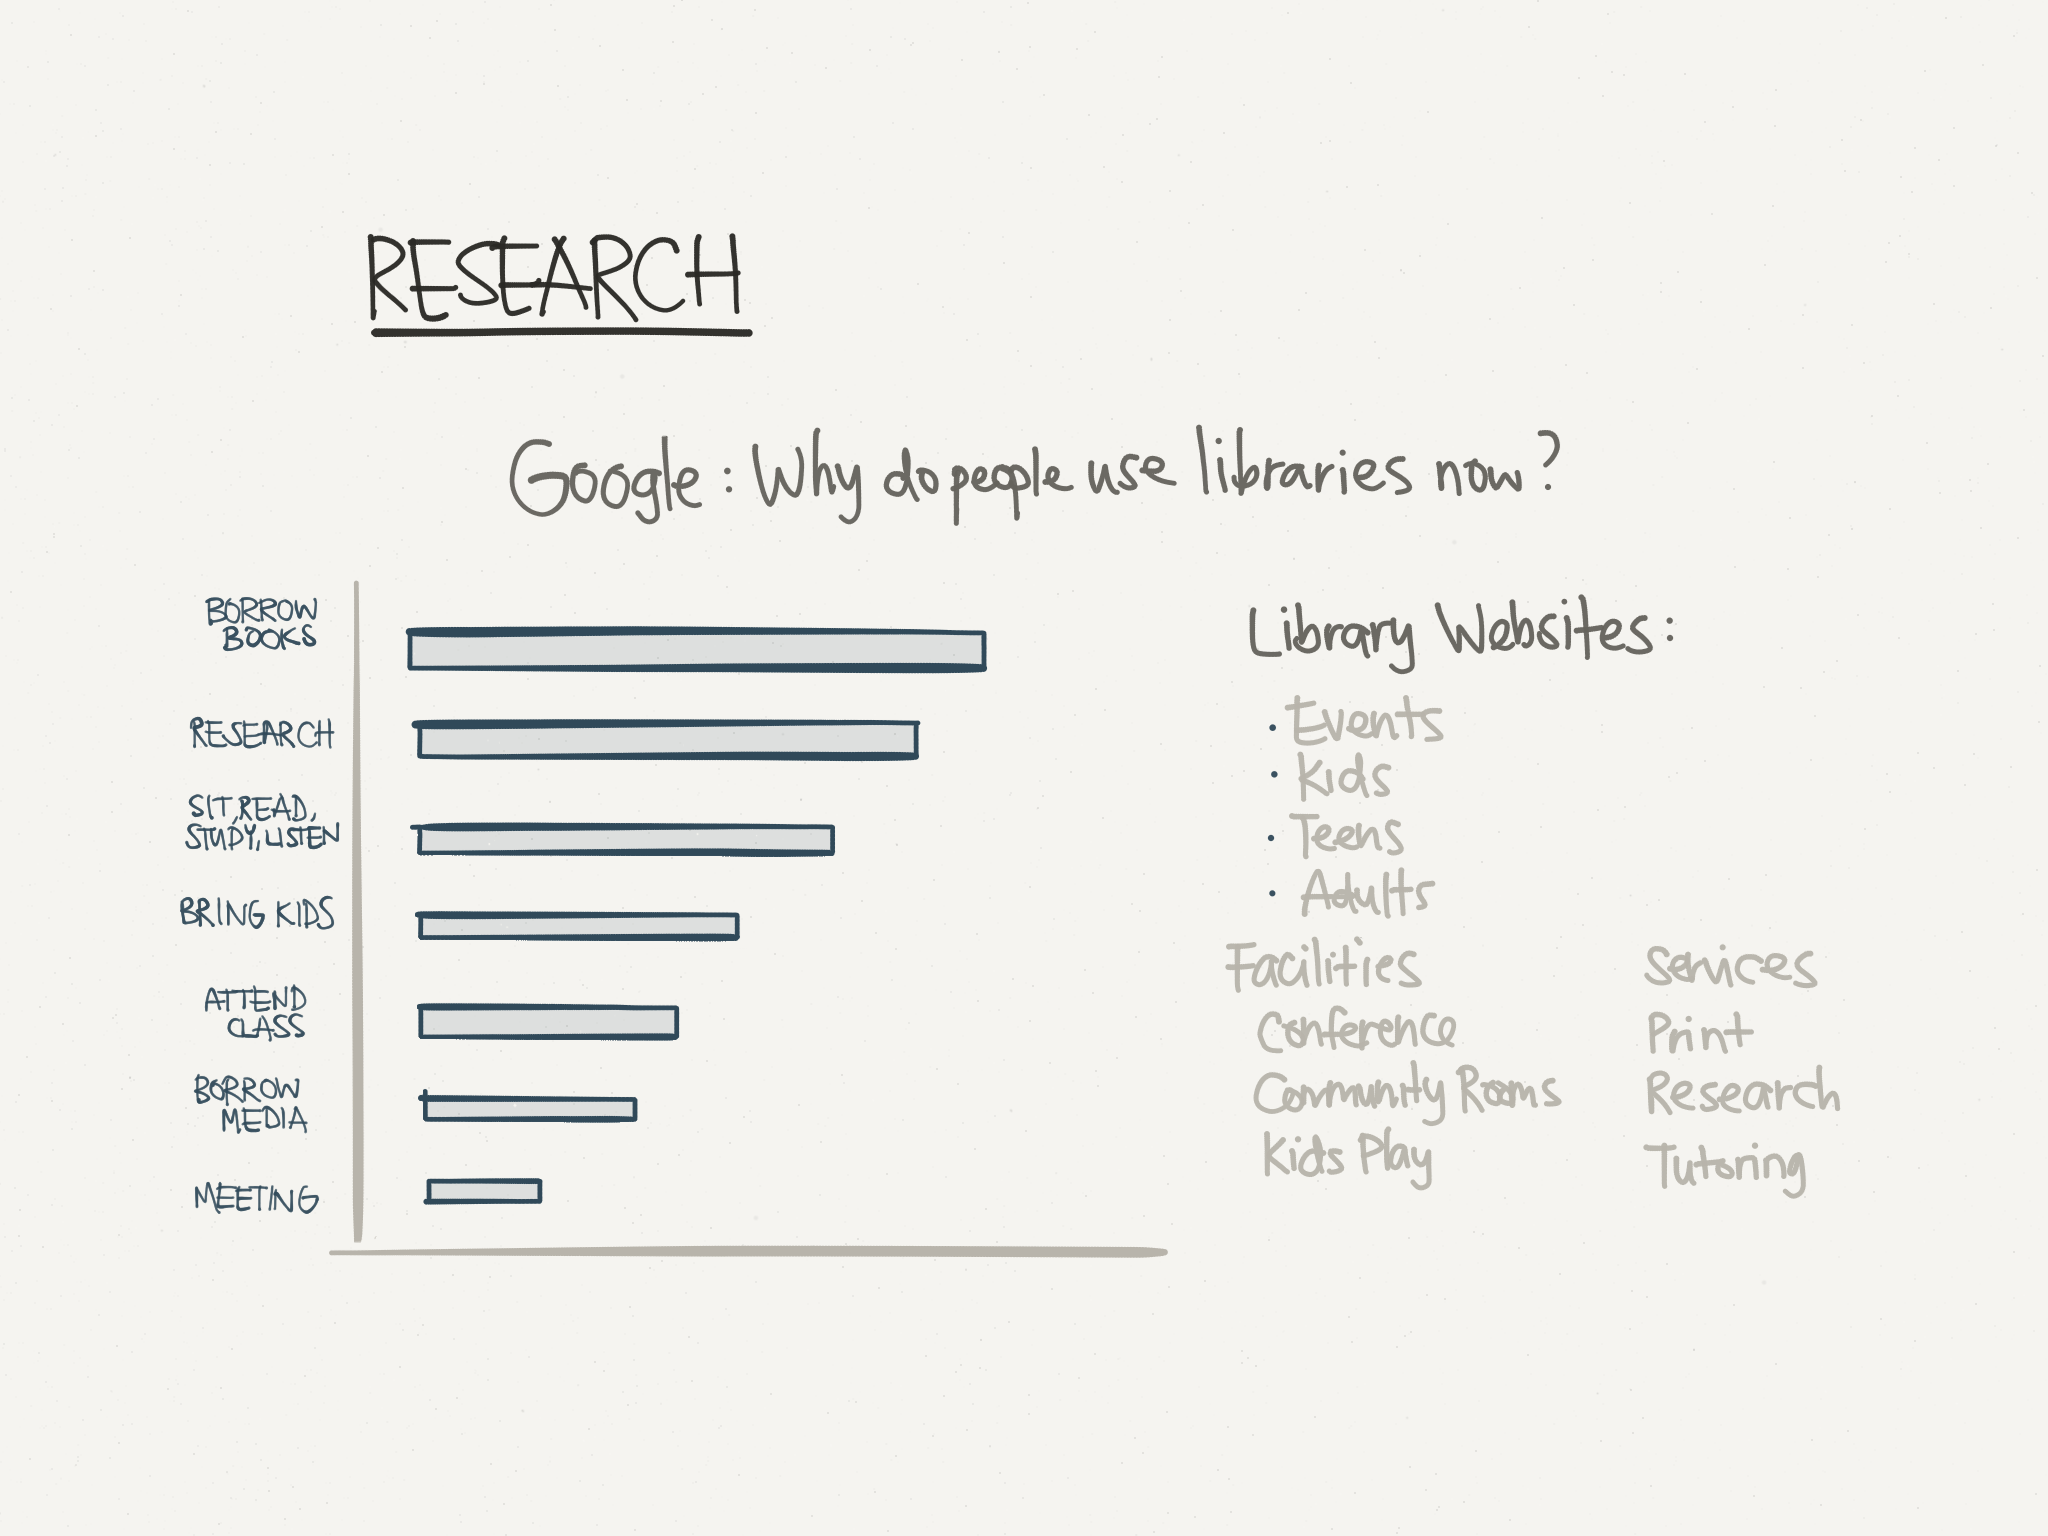 RESEARCH
Google: Why do people use libraries now?
BORROW
BOOKS
RESEARCH
SIT, READ,
STUDY, LISTEN
BRING KIDS
ATTEND
CLASS
BORROW
MEDIA
MEETING
Library Websites:
• Events
• Kids
• Teens
• Adults
Facilities
Conference
Community Rooms
Kids Play
Services
Print
Research
Tutoring